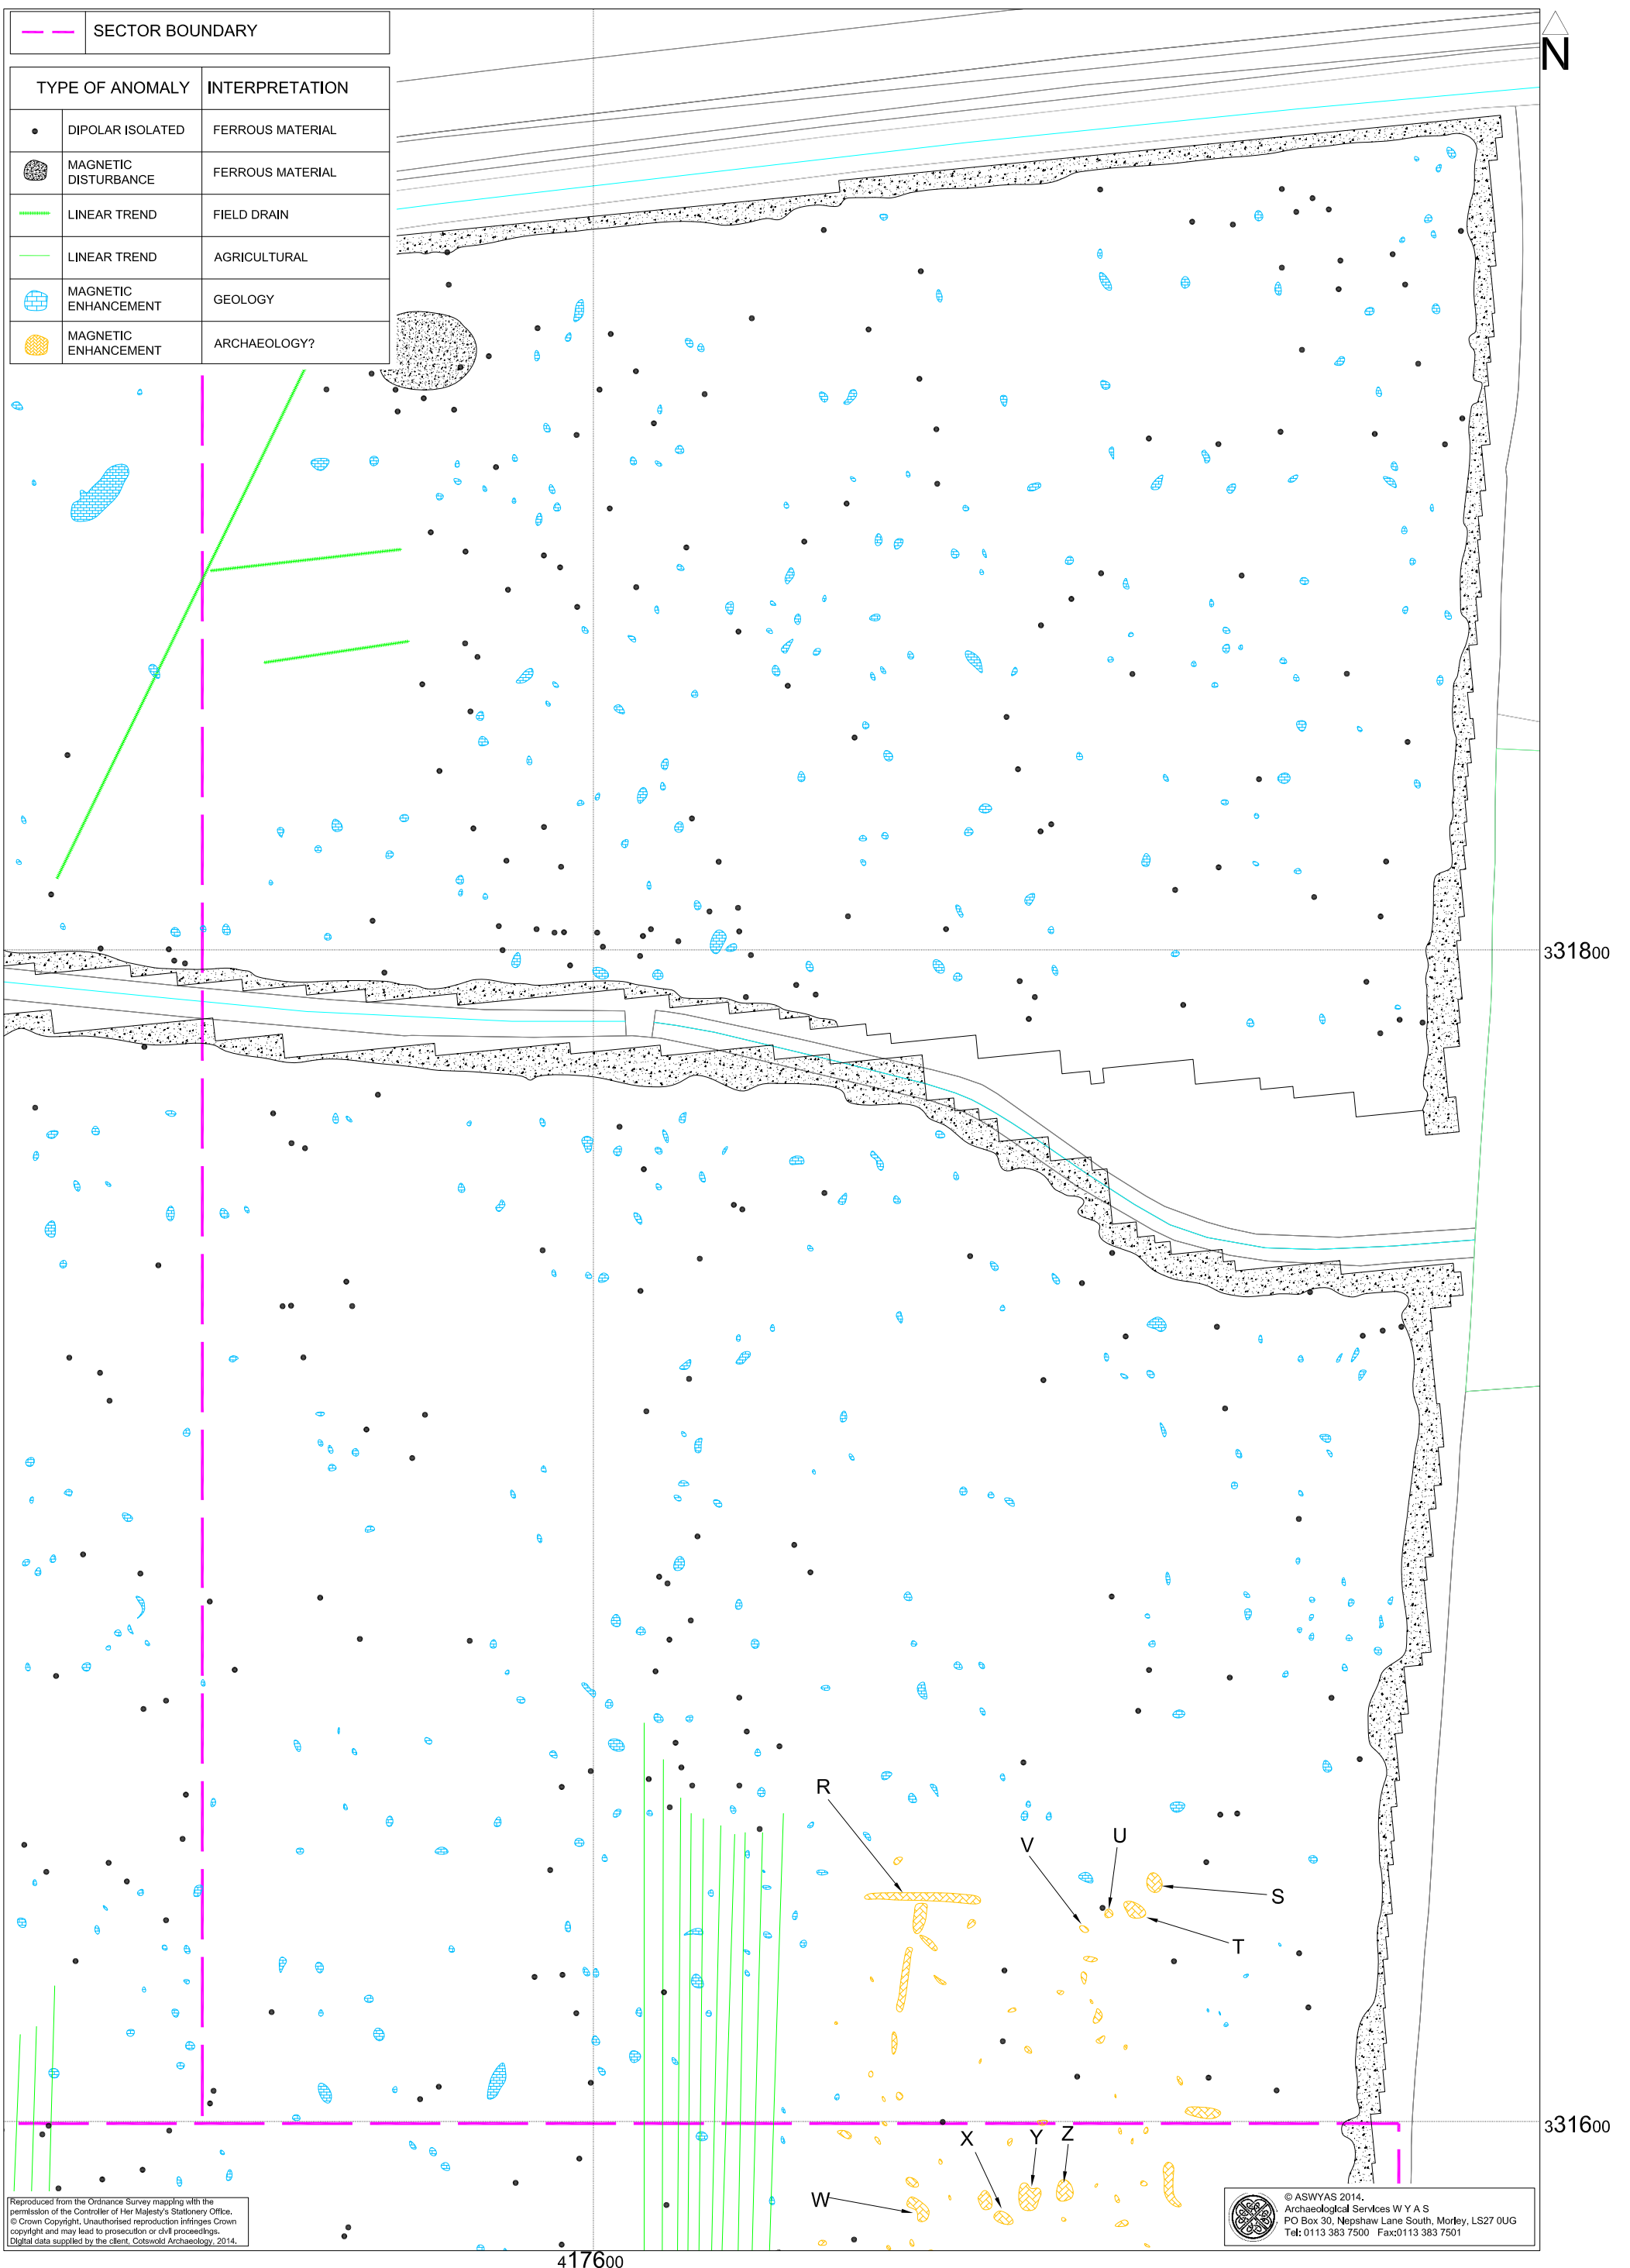 SECTOR BOUNDARY
N
TYPE OF ANOMALY INTERPRETATION
DIPOLAR ISOLATED FERROUS MATERIAL
MAGNETIC
DISTURBANCE
FERROUS MATERIAL
LINEAR TREND FIELD DRAIN
LINEAR TREND AGRICULTURAL
MAGNETIC
ENHANCEMENT
GEOLOGY
MAGNETIC
ENHANCEMENT
ARCHAEOLOGY?
331800
R
V
U
S
T
331600
X
Y
Z
W
Reproduced from the Ordnance Survey mapping with the
permission of the Controller of Her Majesty's Stationery Office.
© Crown Copyright. Unauthorised reproduction infringes Crown
copyright and may lead to prosecution or civil proceedings.
Digital data supplied by the client, Cotswold Archaeology, 2014.
© ASWYAS 2014.
Archaeological Services W Y A S
PO Box 30, Nepshaw Lane South, Morley, LS27 0UG
Tel: 0113 383 7500 Fax:0113 383 7501
417600